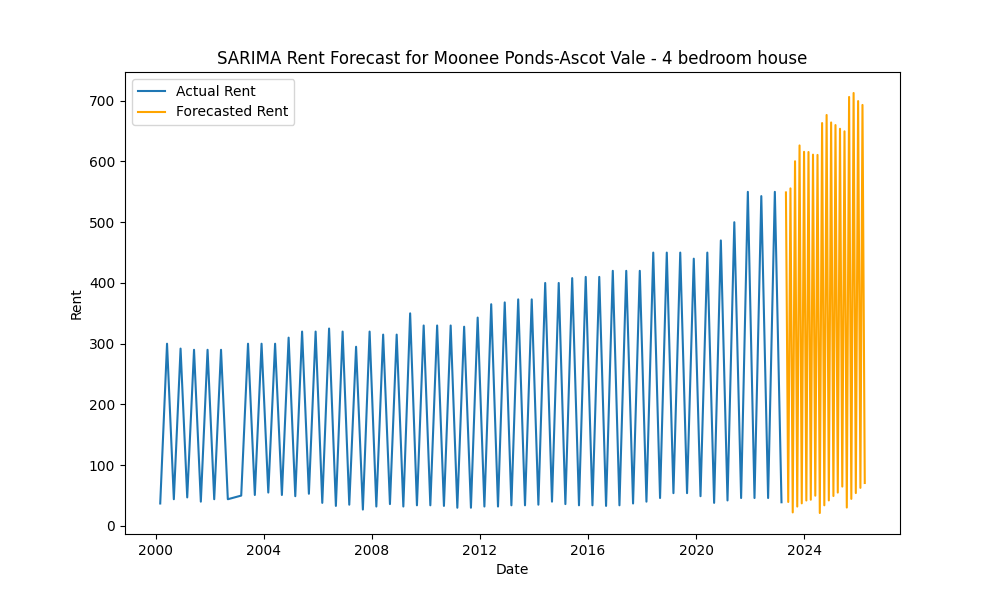 SARIMA Rent Forecast for Moonee Ponds-Ascot Vale - 4 bedroom house
Actual Rent
Forecasted Rent
700
600
500
400
300
200
100
0
Rent
2000 2004 2008 2012 2016 2020 2024
Date